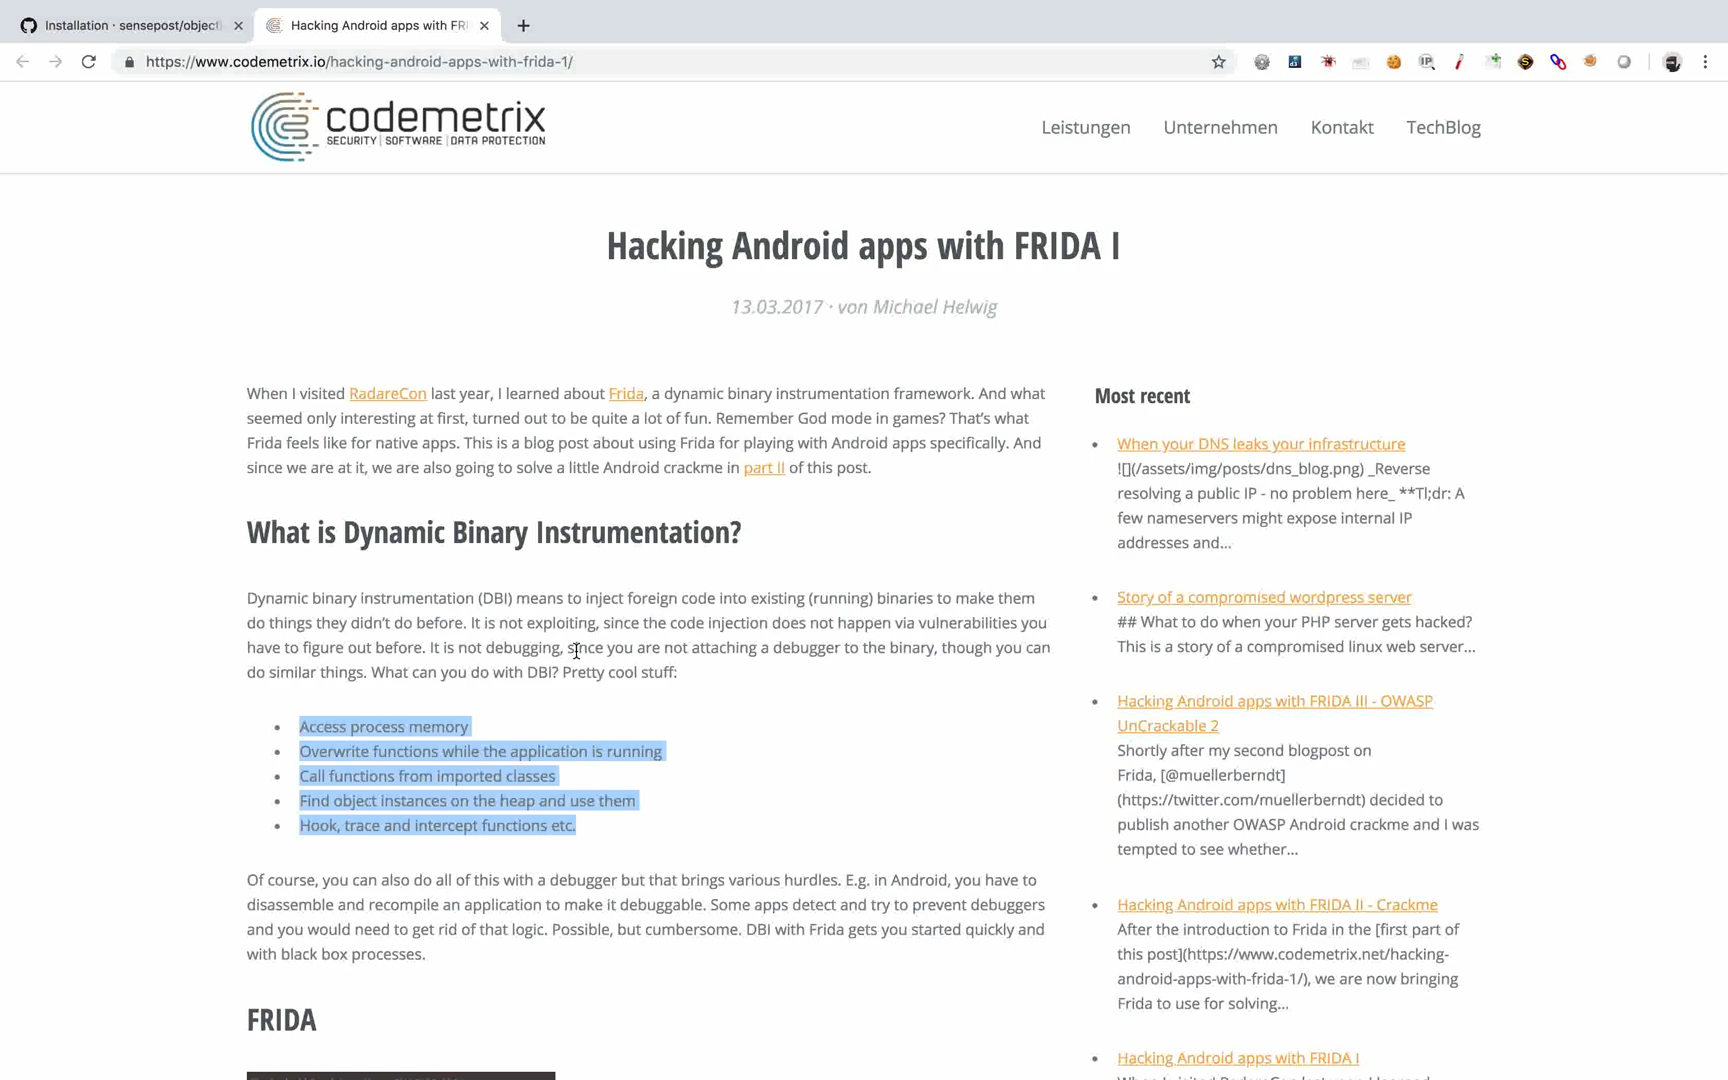 Installation · sensepost/objecti
Hacking Android apps with FRI
https://www.codemetrix.io/hacking-android-apps-with-frida-1/
codemetrix
SECURITY | SOFTWARE | DATA PROTECTION
Leistungen
Unternehmen
Kontakt
TechBlog
Hacking Android apps with FRIDA I
13.03.2017 · von Michael Helwig
When I visited RadareCon last year, I learned about Frida, a dynamic binary instrumentation framework. And what
seemed only interesting at first, turned out to be quite a lot of fun. Remember God mode in games? That’s what
Frida feels like for native apps. This is a blog post about using Frida for playing with Android apps specifically. And
since we are at it, we are also going to solve a little Android crackme in part II of this post.
What is Dynamic Binary Instrumentation?
Dynamic binary instrumentation (DBI) means to inject foreign code into existing (running) binaries to make them
do things they didn’t do before. It is not exploiting, since the code injection does not happen via vulnerabilities you
have to figure out before. It is not debugging, since you are not attaching a debugger to the binary, though you can
do similar things. What can you do with DBI? Pretty cool stuff:
• Access process memory
• Overwrite functions while the application is running
• Call functions from imported classes
• Find object instances on the heap and use them
• Hook, trace and intercept functions etc.
Of course, you can also do all of this with a debugger but that brings various hurdles. E.g. in Android, you have to
disassemble and recompile an application to make it debuggable. Some apps detect and try to prevent debuggers
and you would need to get rid of that logic. Possible, but cumbersome. DBI with Frida gets you started quickly and
with black box processes.
FRIDA
Most recent
• When your DNS leaks your infrastructure
![](/assets/img/posts/dns_blog.png) _Reverse
resolving a public IP - no problem here_ **Tl;dr: A
few nameservers might expose internal IP
addresses and...
• Story of a compromised wordpress server
## What to do when your PHP server gets hacked?
This is a story of a compromised linux web server...
• Hacking Android apps with FRIDA III - OWASP
UnCrackable 2
Shortly after my second blogpost on
Frida, [@muellerberndt]
(https://twitter.com/muellerberndt) decided to
publish another OWASP Android crackme and I was
tempted to see whether...
• Hacking Android apps with FRIDA II - Crackme
After the introduction to Frida in the [first part of
this post](https://www.codemetrix.net/hacking-
android-apps-with-frida-1/), we are now bringing
Frida to use for solving...
• Hacking Android apps with FRIDA I